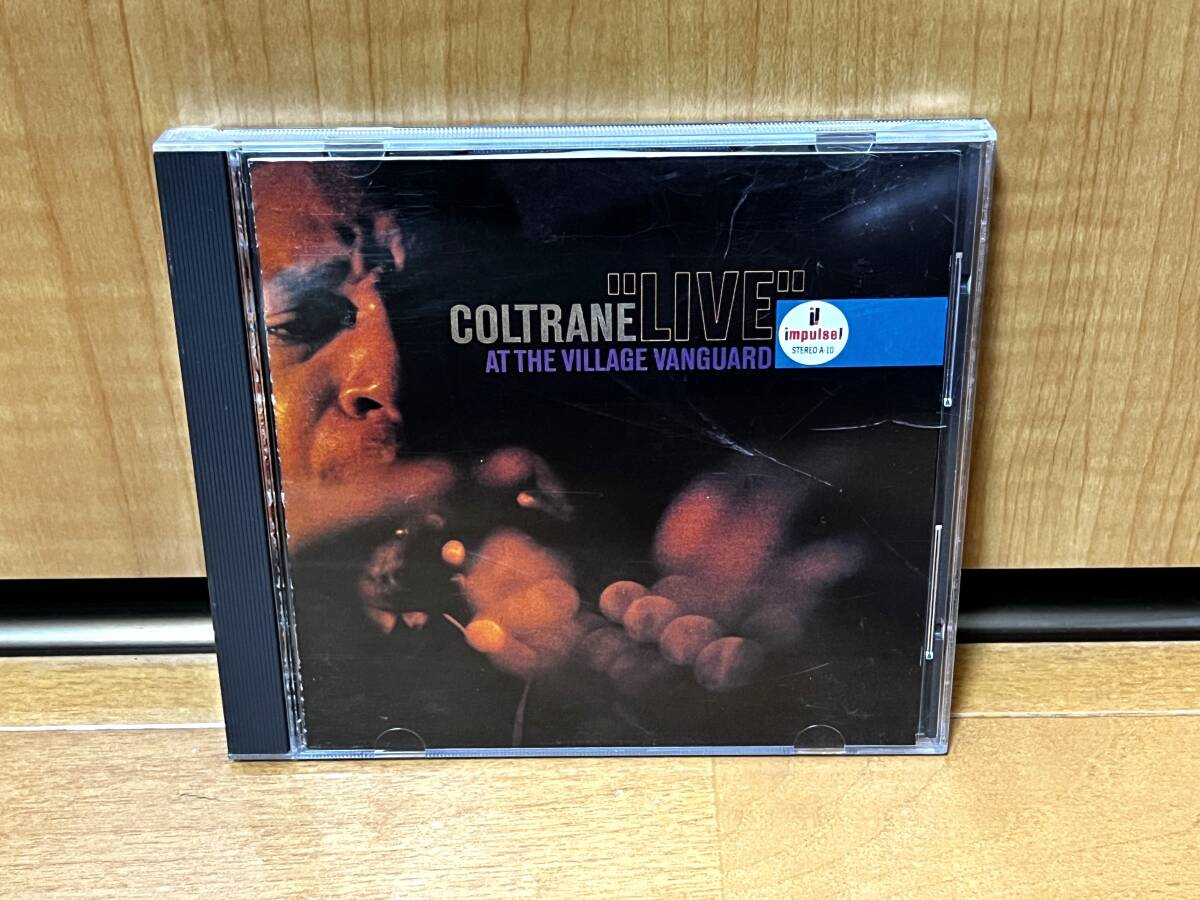 "LIVE"
COLTRANE
AT THE VILLAGE VANGUARD
impulse!
STEREO A-10